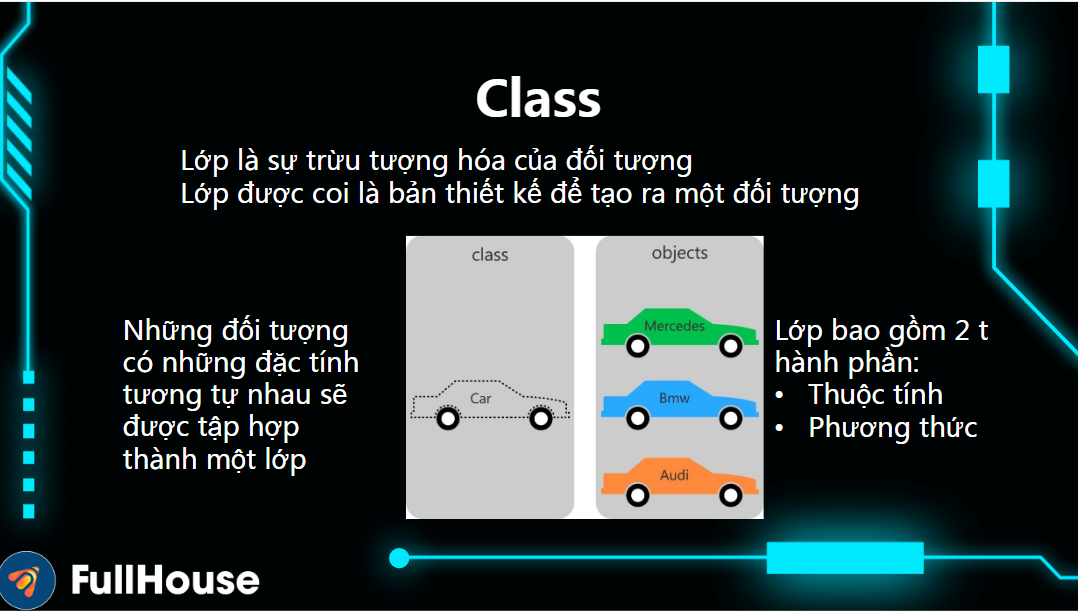 Class
Lớp là sự trừu tượng hóa của đối tượng
Lớp được coi là bản thiết kế để tạo ra một đối tượng
Những đối tượng
có những đặc tính
tương tự nhau sẽ
được tập hợp
thành một lớp
class
Car
objects
Mercedes
Bmw
Audi
Lớp bao gồm 2 t
hành phần:
• Thuộc tính
• Phương thức
FullHouse